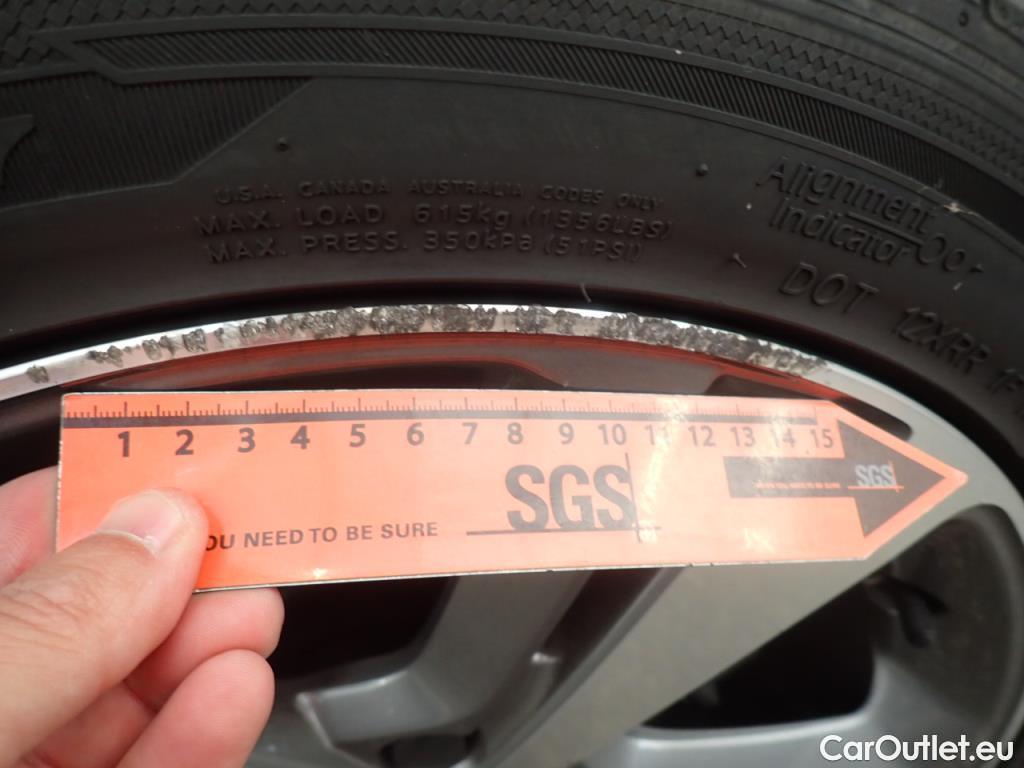 U.S.A. CANADA AUSTRALIA CODES ONLY
MAX. LOAD 615kg (1356LBS)
MAX. PRESS. 350kPa (51PSI)
Alignment
Indicator
DOT 12XRR 1F
1 2 3 4 5 6 7 8 9 10 11 12 13 14 15
SGS
SGS
OU NEED TO BE SURE
CarOutlet.eu